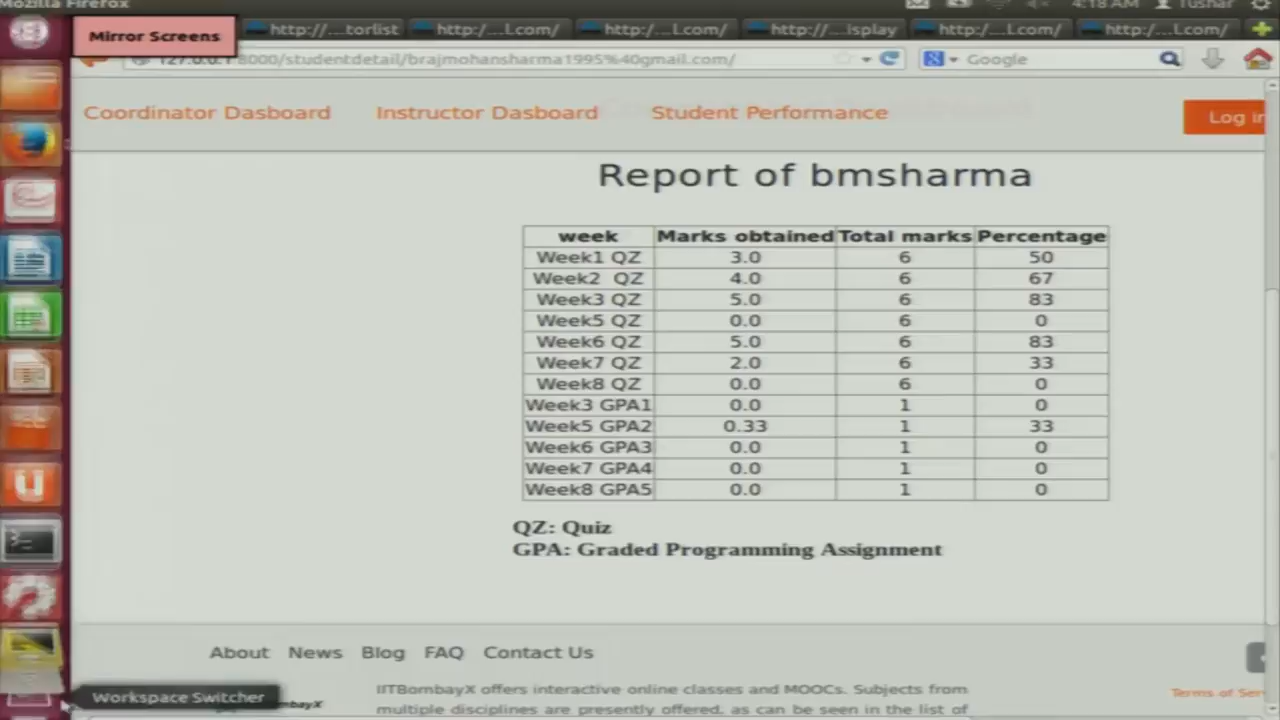 Mozilla Firefox
4:18 AM Tushar
Mirror Screens
http://...torlist http:/...l.com/ http:/...l.com/ http://...isplay http:/...l.com/ http:/...l.com/
8000/studentdetail/brajmohansharma1995%40gmail.com/ Google
Coordinator Dasboard Instructor Dasboard Student Performance Log in
Report of bmsharma
week Marks obtained Total marks Percentage
Week1 QZ 3.0 6 50
Week2 QZ 4.0 6 67
Week3 QZ 5.0 6 83
Week5 QZ 0.0 6 0
Week6 QZ 5.0 6 83
Week7 QZ 2.0 6 33
Week8 QZ 0.0 6 0
Week3 GPA1 0.0 1 0
Week5 GPA2 0.33 1 33
Week6 GPA3 0.0 1 0
Week7 GPA4 0.0 1 0
Week8 GPA5 0.0 1 0
QZ: Quiz
GPA: Graded Programming Assignment
About News Blog FAQ Contact Us
Workspace Switcher
IITBombayX offers interactive online classes and MOOCs. Subjects from
Terms of Ser
multiple disciplines are presently offered, as can be seen in the list of